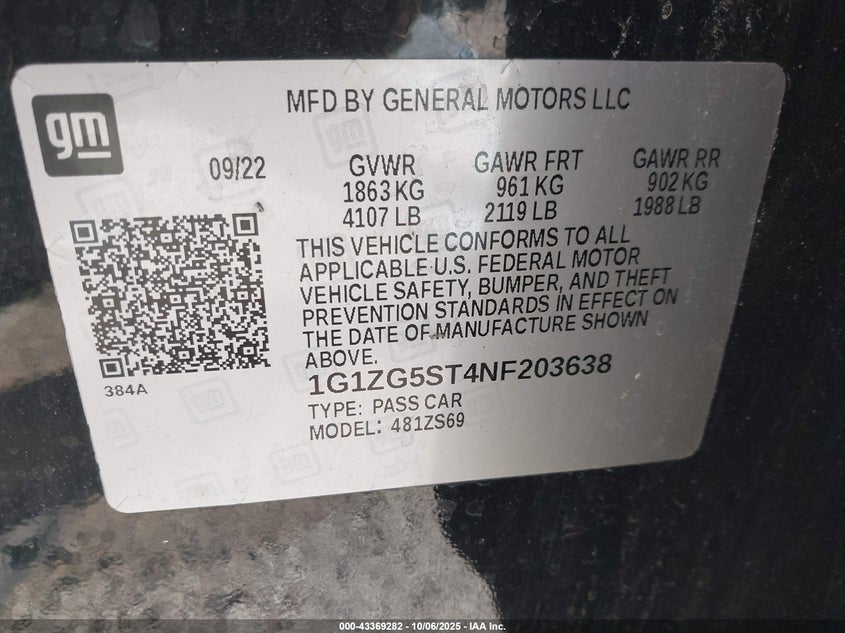 gm
MFD BY GENERAL MOTORS LLC
09/22 GVWR GAWR FRT GAWR RR
1863 KG 961 KG 902 KG
4107 LB 2119 LB 1988 LB
THIS VEHICLE CONFORMS TO ALL
APPLICABLE U.S. FEDERAL MOTOR
VEHICLE SAFETY, BUMPER, AND THEFT
PREVENTION STANDARDS IN EFFECT ON
THE DATE OF MANUFACTURE SHOWN
ABOVE.
384A
1G1ZG5ST4NF203638
TYPE: PASS CAR
MODEL: 481ZS69
000-43369282 - 10/06/2025 - IAA Inc.